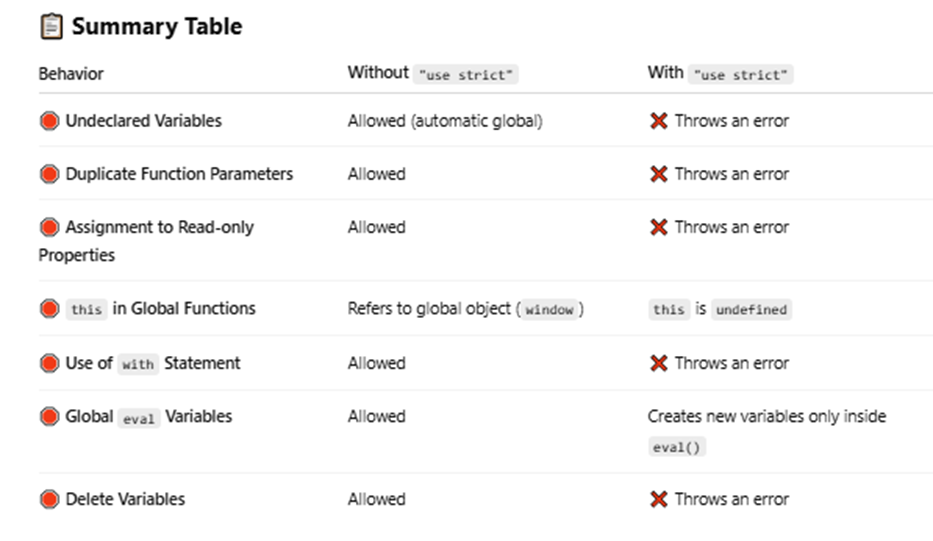 📋 Summary Table
Behavior Without "use strict" With "use strict"
🛑 Undeclared Variables Allowed (automatic global) ❌ Throws an error
🛑 Duplicate Function Parameters Allowed ❌ Throws an error
🛑 Assignment to Read-only Allowed ❌ Throws an error
Properties
🛑 this in Global Functions Refers to global object (window) this is undefined
🛑 Use of with Statement Allowed ❌ Throws an error
🛑 Global eval Variables Allowed Creates new variables only inside
eval()
🛑 Delete Variables Allowed ❌ Throws an error